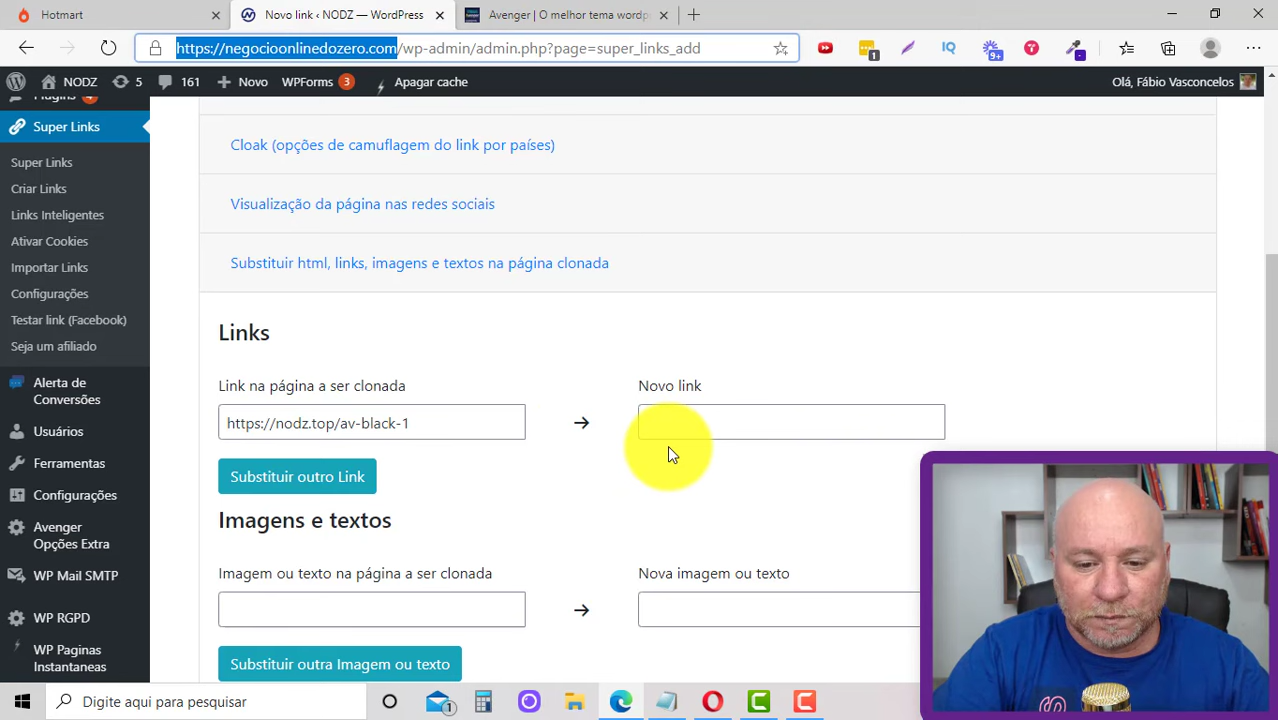 Hotmart
Novo link ‹ NODZ — WordPress
Avenger | O melhor tema wordp
https://negocioonlinedozero.com/wp-admin/admin.php?page=super_links_add
1
IQ
9+
NODZ
5
161
Novo
WPForms 3
Apagar cache
Olá, Fábio Vasconcelos
Plugins
Super Links
Super Links
Criar Links
Links Inteligentes
Ativar Cookies
Importar Links
Configurações
Testar link (Facebook)
Seja um afiliado
Alerta de
Conversões
Usuários
Ferramentas
Configurações
Avenger
Opções Extra
WP Mail SMTP
WP RGPD
WP Paginas
Instantaneas
Cloak (opções de camuflagem do link por países)
Visualização da página nas redes sociais
Substituir html, links, imagens e textos na página clonada
Links
Link na página a ser clonada
Novo link
https://nodz.top/av-black-1
Substituir outro Link
Imagens e textos
Imagem ou texto na página a ser clonada
Nova imagem ou texto
Substituir outra Imagem ou texto
Digite aqui para pesquisar
1